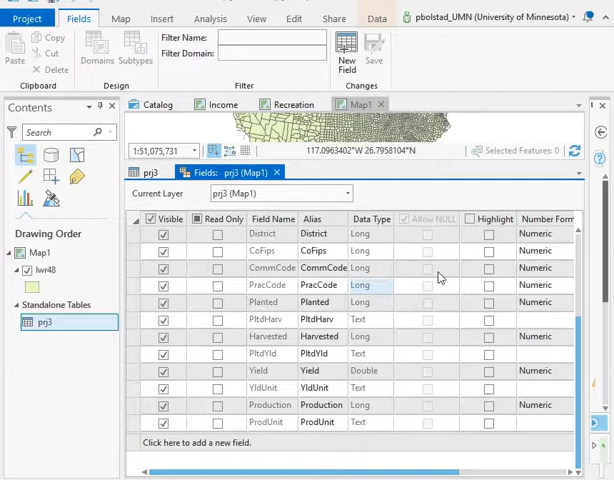 Project Fields Map Insert Analysis View Edit Share Data pbolstad_UMN (University of Minnesota)
Paste
Copy
Cut
Delete
Clipboard
Domains Subtypes
Design
Filter Name:
Filter Domain:
Filter
New Field
Save
Changes
Contents
Search
Drawing Order
Map1
lwr48
Standalone Tables
prj3
Catalog Income Recreation Map1
1:51,075,731 117.0963402°W 26.7958104°N Selected Features: 0
prj3 Fields: prj3 (Map1)
Current Layer prj3 (Map1)
Visible Read Only Field Name Alias Data Type Allow NULL Highlight Number Form
District District Long Numeric
CoFips CoFips Long Numeric
CommCode CommCode Long Numeric
PracCode PracCode Long Numeric
Planted Planted Long Numeric
PltdHarv PltdHarv Text
Harvested Harvested Long Numeric
PltdYld PltdYld Text
Yield Yield Double Numeric
YldUnit YldUnit Text
Production Production Long Numeric
ProdUnit ProdUnit Text
Click here to add a new field.